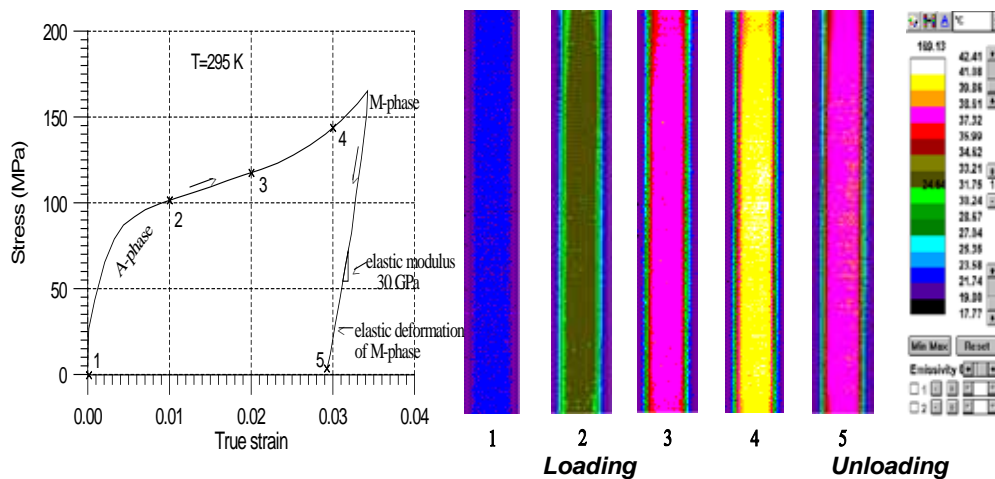 200
150
100
50
0
Stress (MPa)
T=295 K
M-phase
A-phase
1
2
3
4
5
elastic modulus
30 GPa
elastic deformation
of M-phase
0.00 0.01 0.02 0.03 0.04
True strain
1 2 3 4 5
Loading Unloading
°C
169.13
42.41
41.08
39.86
38.61
37.32
35.99
34.62
33.21
31.75
30.24
28.67
27.04
25.35
23.58
21.74
19.80
17.77
Min Max Reset
Emissivity
1
2